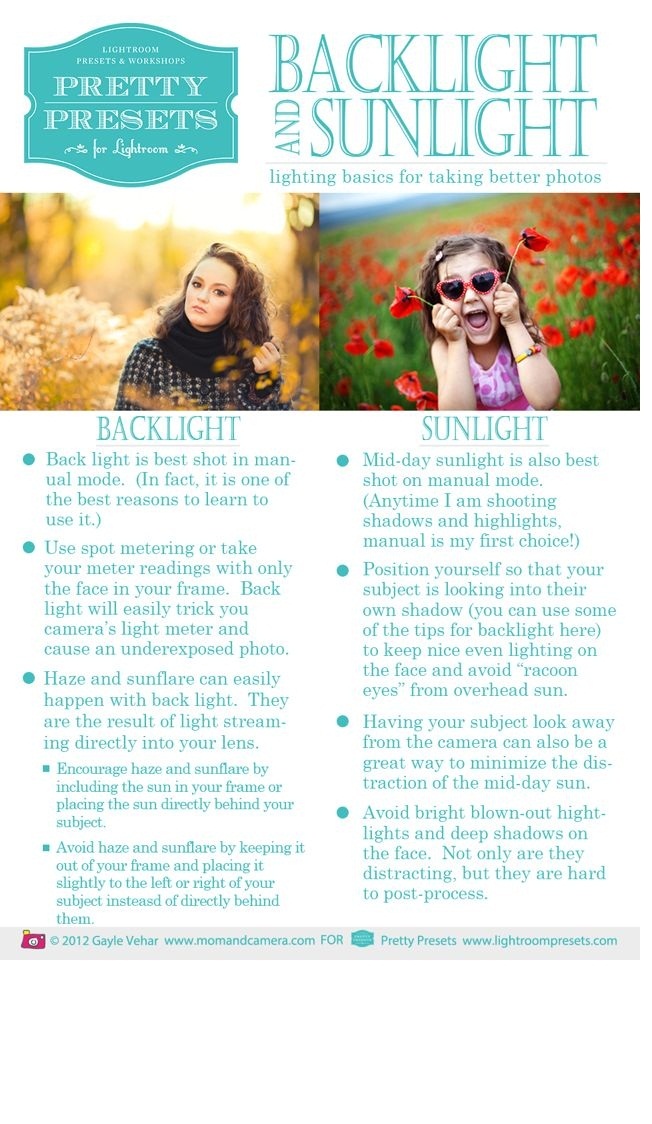 LIGHTROOM
PRESETS & WORKSHOPS
PRETTY
PRESETS
for Lightroom
BACKLIGHT
AND SUNLIGHT
lighting basics for taking better photos
BACKLIGHT
● Back light is best shot in man-
ual mode. (In fact, it is one of
the best reasons to learn to
use it.)
● Use spot metering or take
your meter readings with only
the face in your frame. Back
light will easily trick you
camera's light meter and
cause an underexposed photo.
● Haze and sunflare can easily
happen with back light. They
are the result of light stream-
ing directly into your lens.
■ Encourage haze and sunflare by
including the sun in your frame or
placing the sun directly behind your
subject.
■ Avoid haze and sunflare by keeping it
out of your frame and placing it
slightly to the left or right of your
subject insteasd of directly behind
them.
SUNLIGHT
● Mid-day sunlight is also best
shot on manual mode.
(Anytime I am shooting
shadows and highlights,
manual is my first choice!)
● Position yourself so that your
subject is looking into their
own shadow (you can use some
of the tips for backlight here)
to keep nice even lighting on
the face and avoid "racoon
eyes" from overhead sun.
● Having your subject look away
from the camera can also be a
great way to minimize the dis-
traction of the mid-day sun.
● Avoid bright blown-out hight-
lights and deep shadows on
the face. Not only are they
distracting, but they are hard
to post-process.
© 2012 Gayle Vehar www.momandcamera.com FOR Pretty Presets www.lightroompresets.com